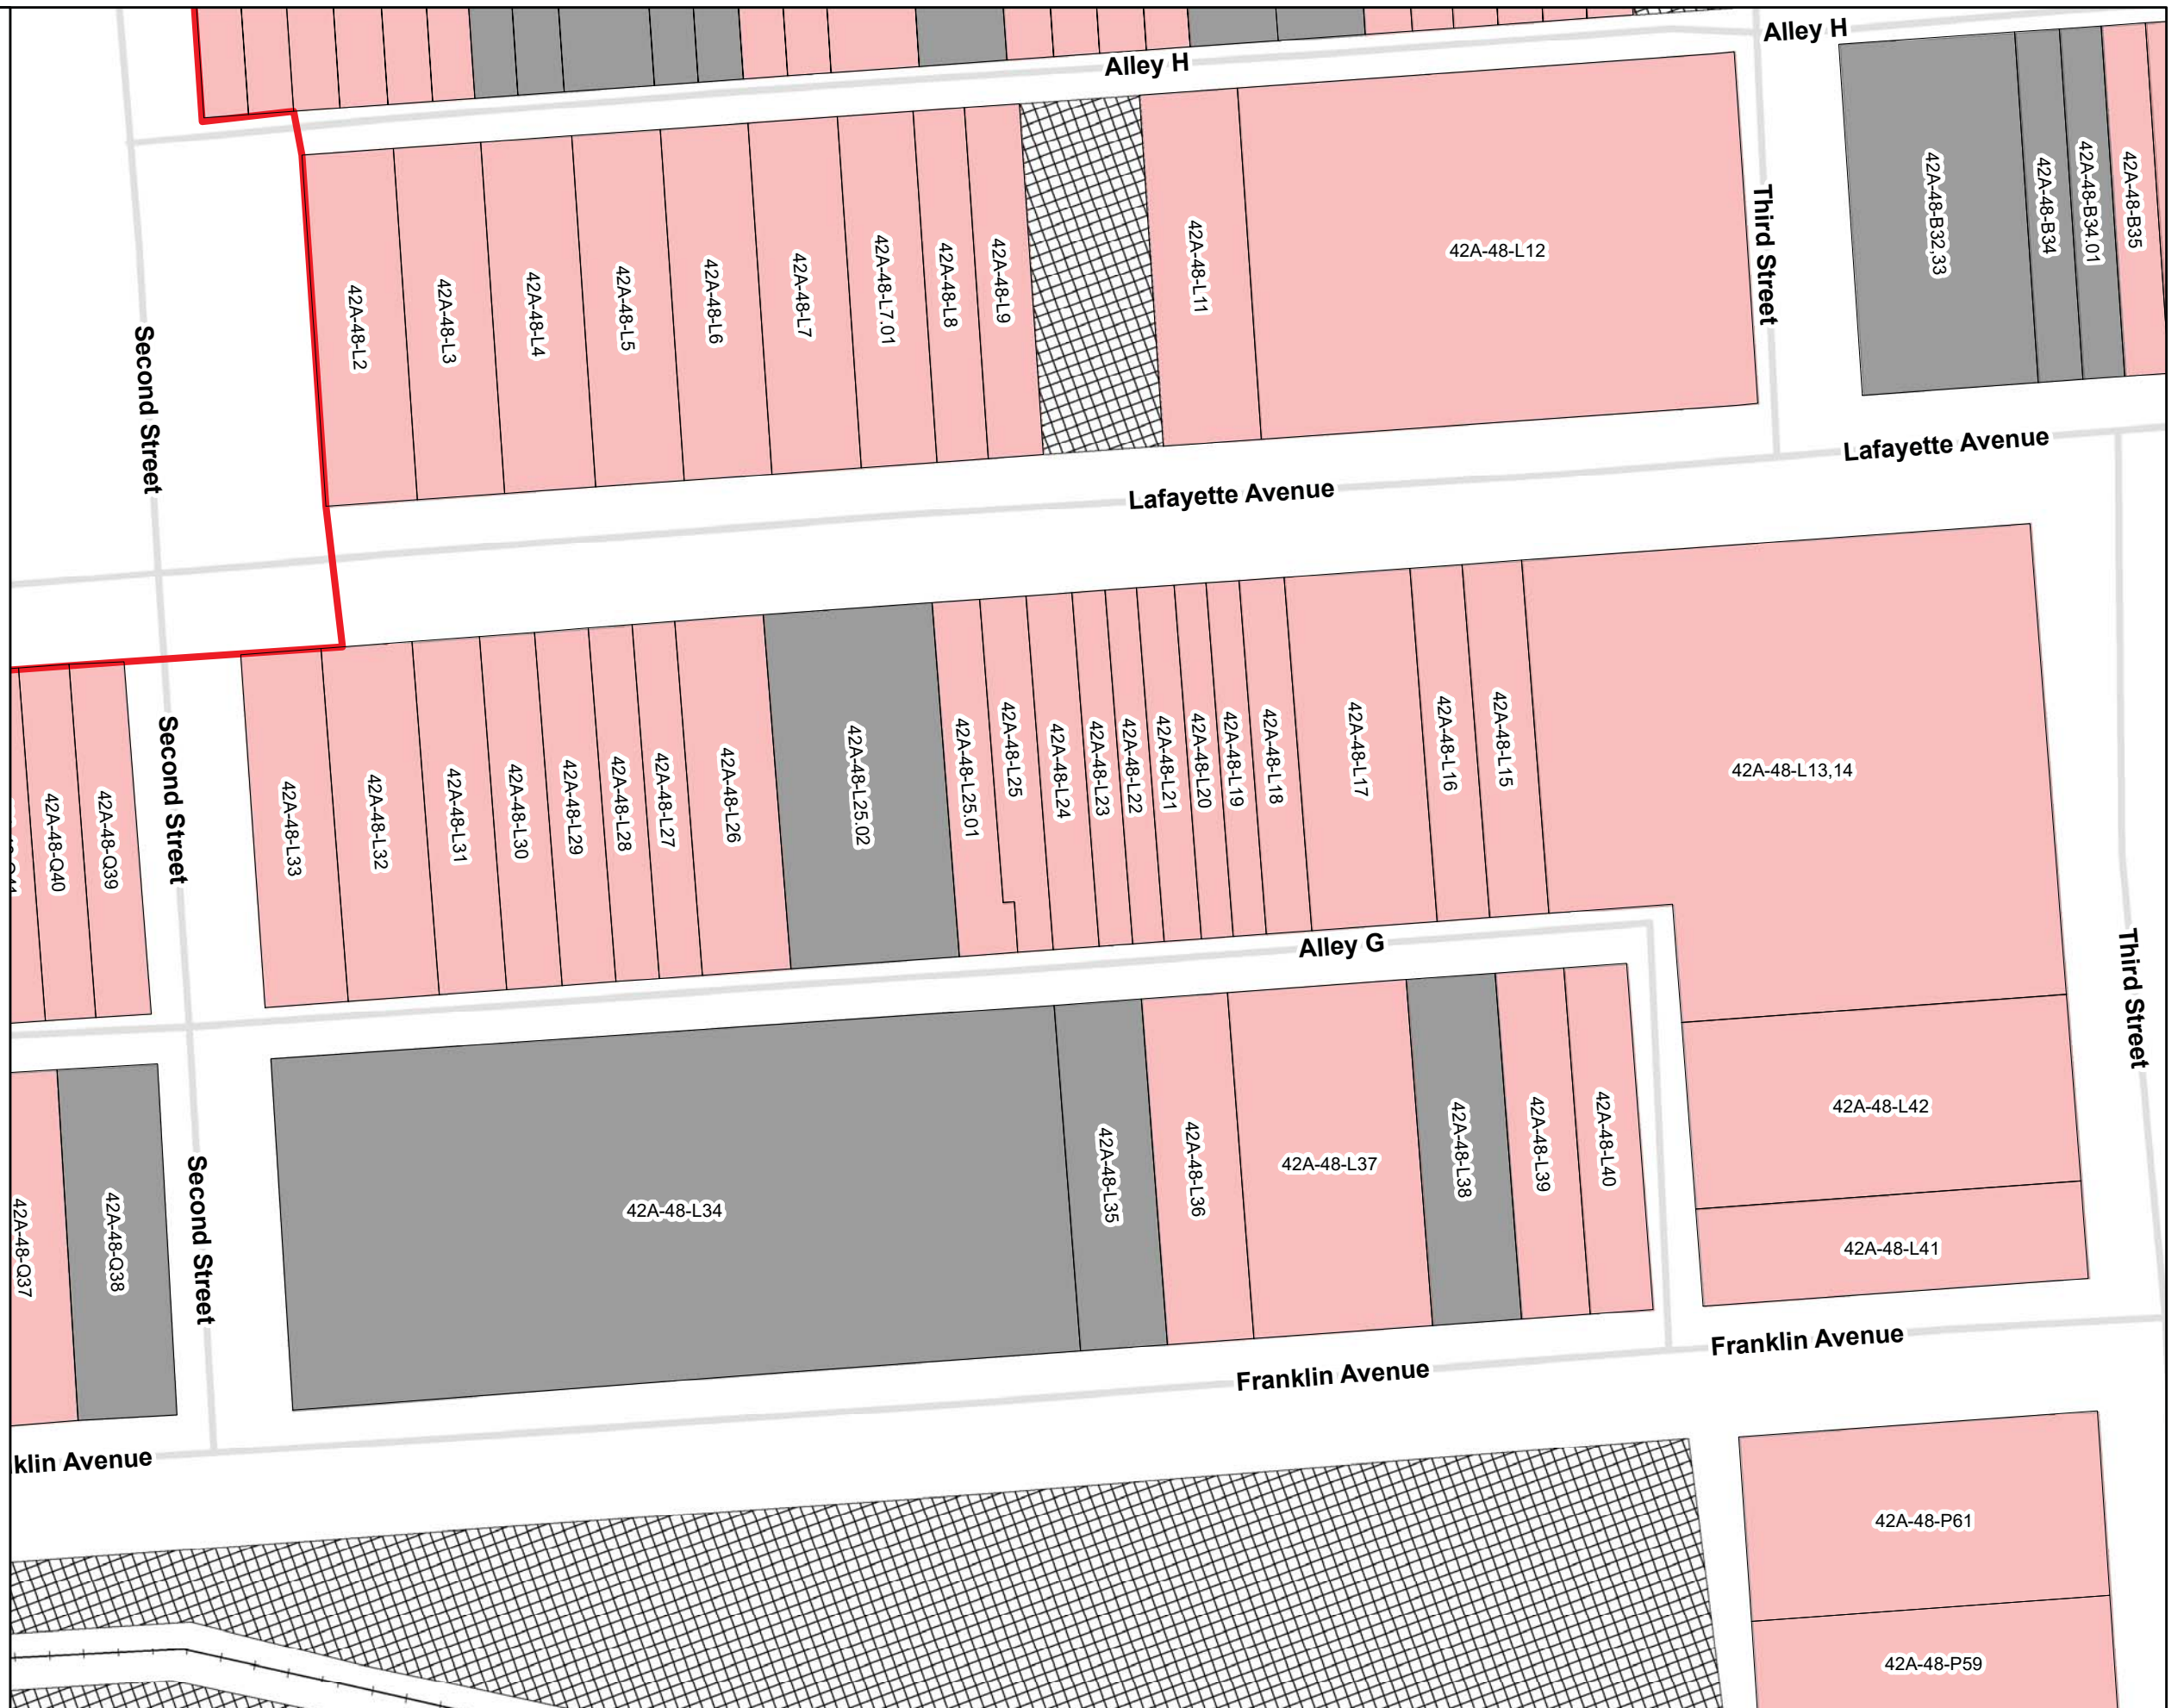 Alley H
Alley H
42A-48-L2
42A-48-L3
42A-48-L4
42A-48-L5
42A-48-L6
42A-48-L7
42A-48-L7.01
42A-48-L8
42A-48-L9
42A-48-L11
42A-48-L12
Third Street
42A-48-B32,33
42A-48-B34
42A-48-B34.01
42A-48-B35
Second Street
Lafayette Avenue
Lafayette Avenue
42A-48-Q40
42A-48-Q39
Second Street
42A-48-L33
42A-48-L32
42A-48-L31
42A-48-L30
42A-48-L29
42A-48-L28
42A-48-L27
42A-48-L26
42A-48-L25.02
42A-48-L25.01
42A-48-L25
42A-48-L24
42A-48-L23
42A-48-L22
42A-48-L21
42A-48-L20
42A-48-L19
42A-48-L18
42A-48-L17
42A-48-L16
42A-48-L15
42A-48-L13,14
Alley G
Third Street
42A-48-Q37
42A-48-Q38
Second Street
42A-48-L34
42A-48-L35
42A-48-L36
42A-48-L37
42A-48-L38
42A-48-L39
42A-48-L40
42A-48-L42
42A-48-L41
Franklin Avenue
Franklin Avenue
klin Avenue
42A-48-P61
42A-48-P59